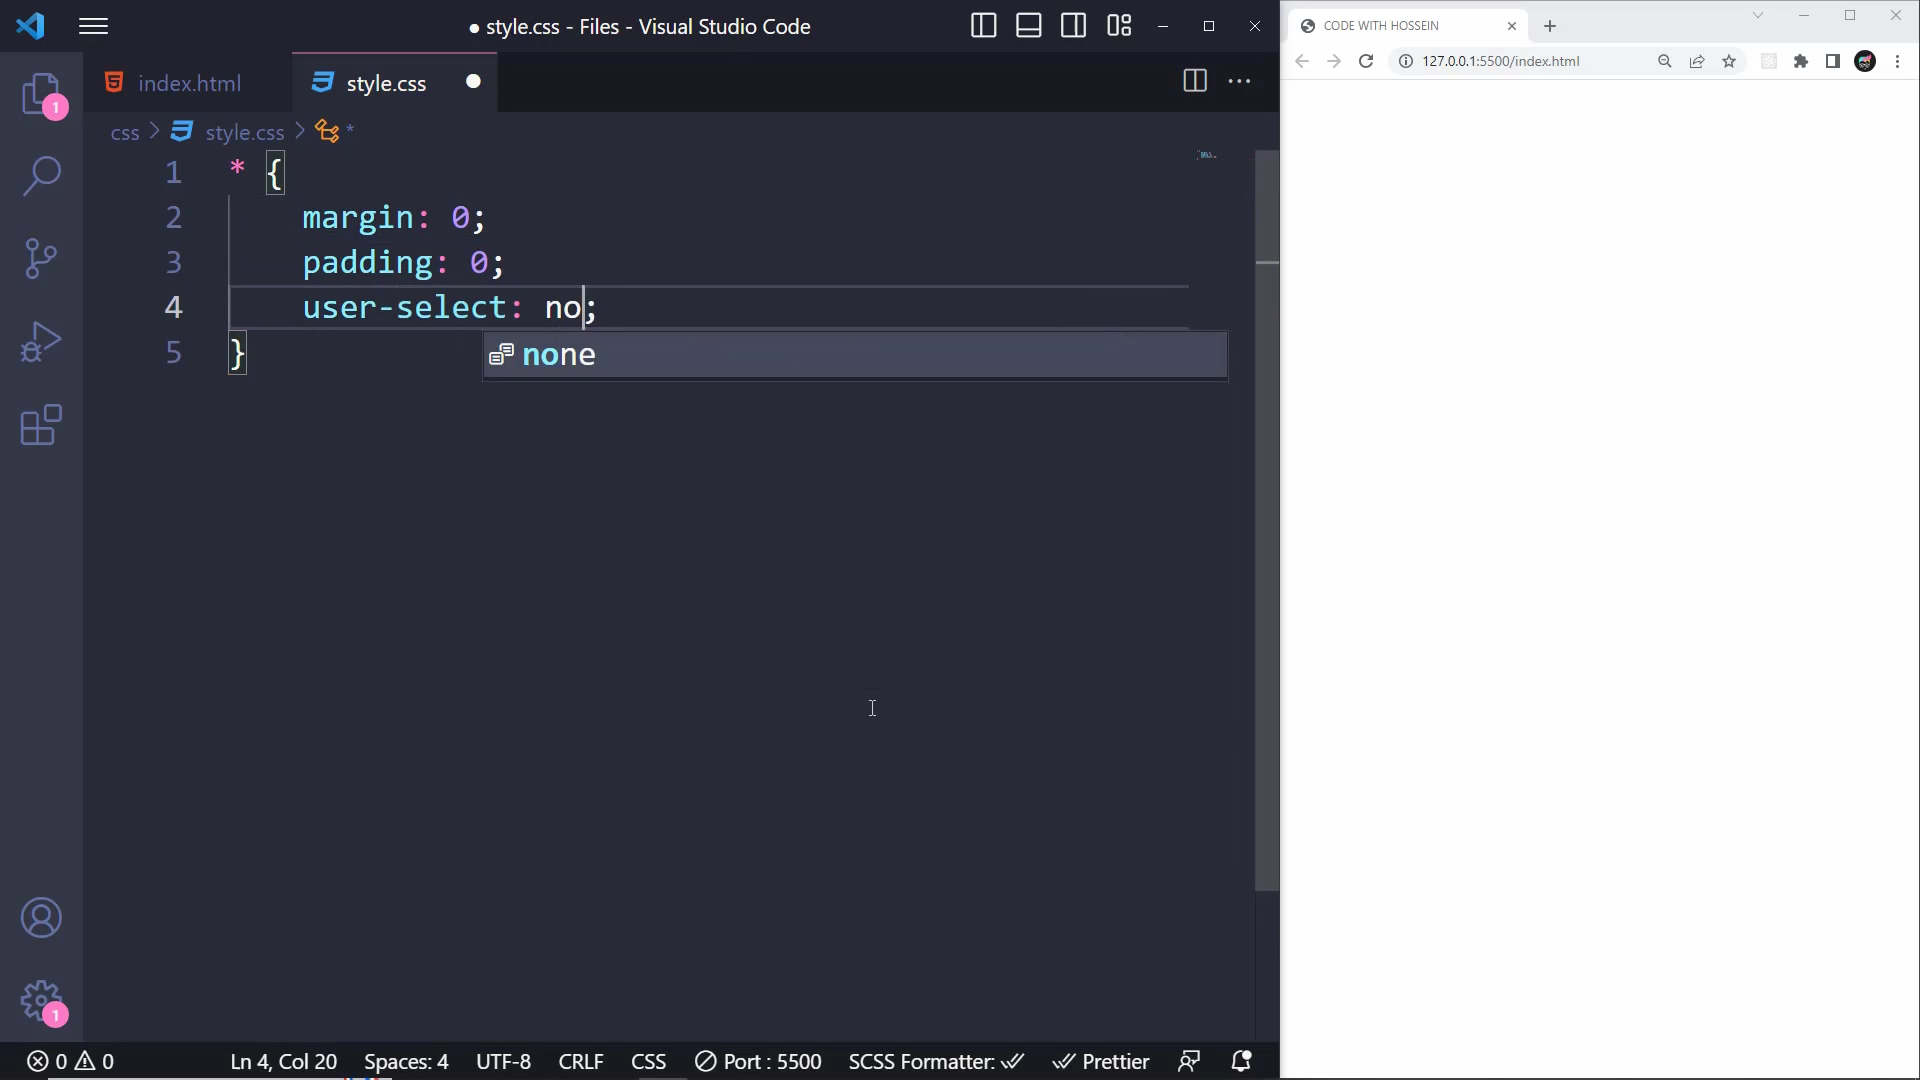 ● style.css - Files - Visual Studio Code
index.html
style.css
css > style.css > *
1 * {
2 margin: 0;
3 padding: 0;
4 user-select: no;
none
5 }
1
1
0 0
Ln 4, Col 20
Spaces: 4
UTF-8
CRLF
CSS
Port : 5500
SCSS Formatter:
Prettier
CODE WITH HOSSEIN
127.0.0.1:5500/index.html